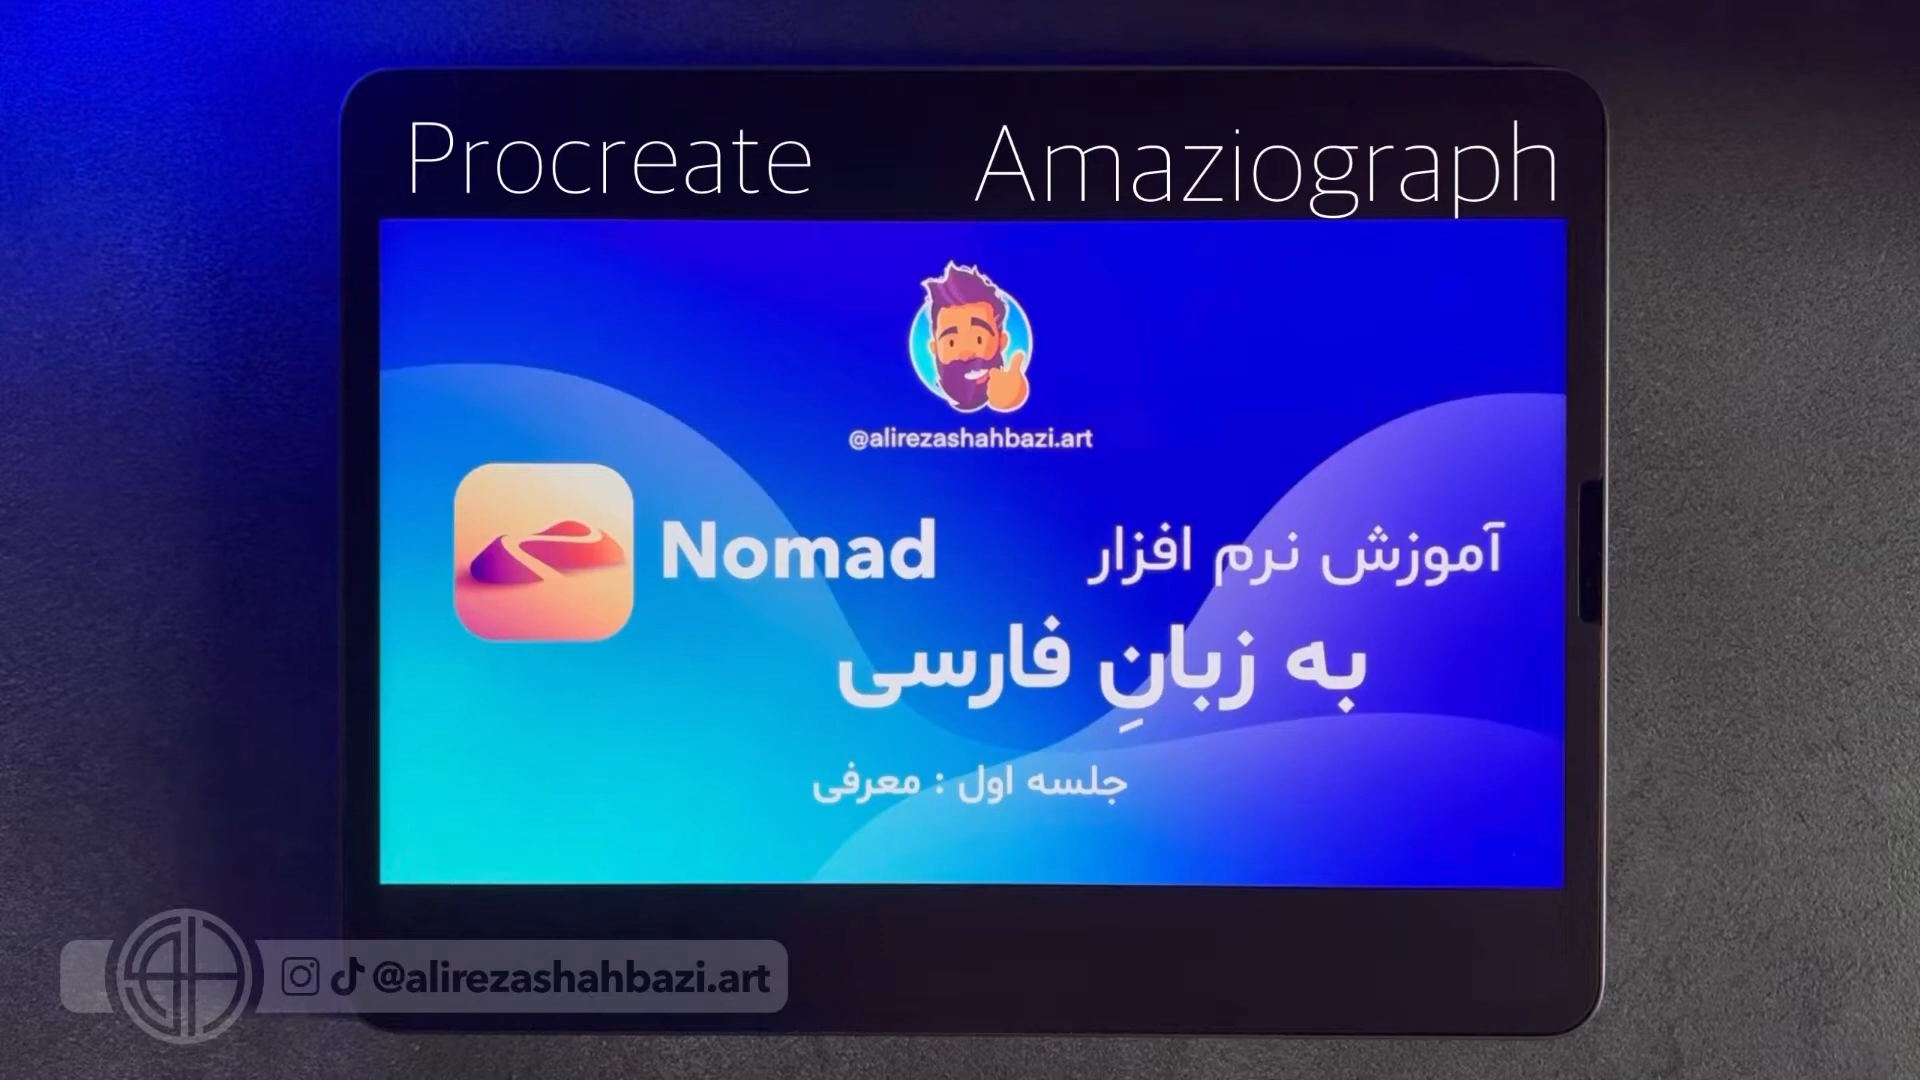 Procreate Amaziograph
@alirezashahbazi.art
آموزش نرم افزار Nomad
به زبانِ فارسی
جلسه اول : معرفی
@alirezashahbazi.art